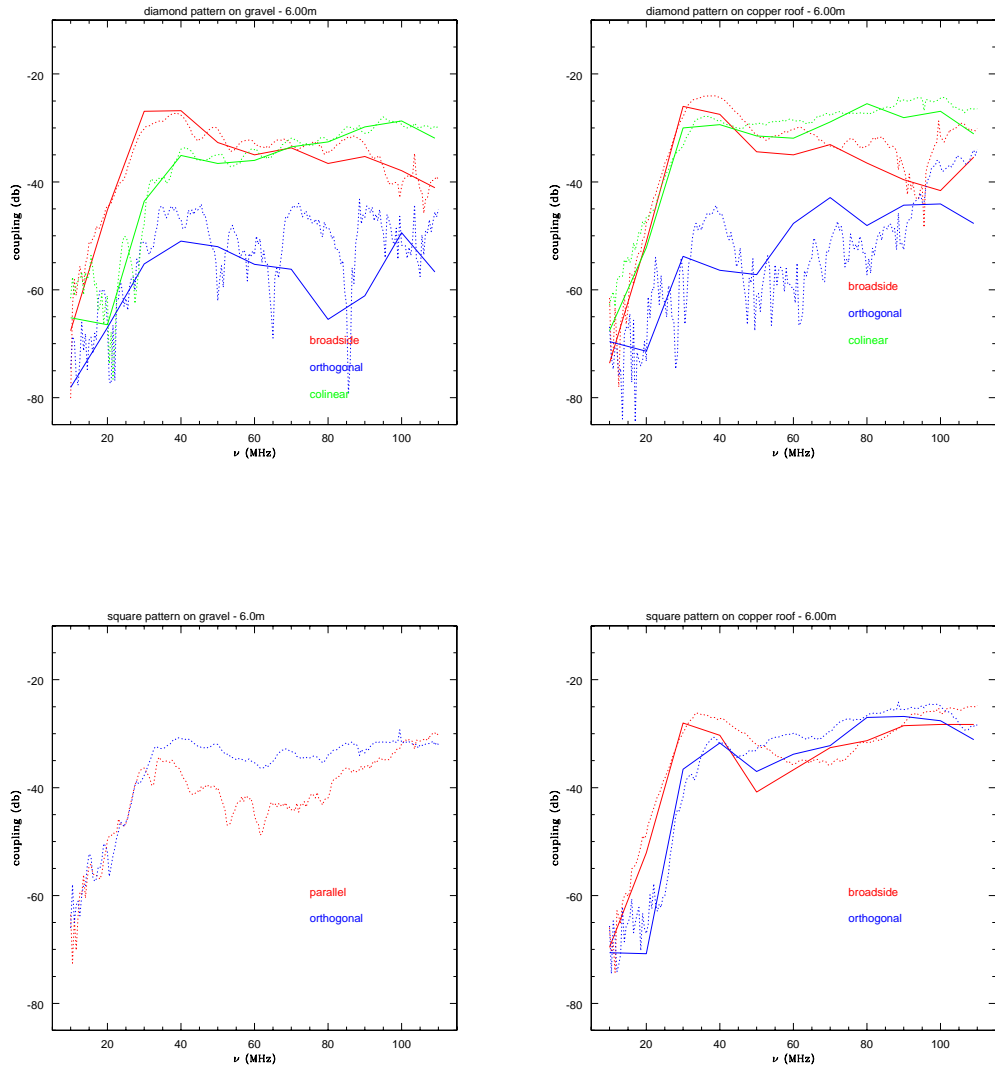 diamond pattern on gravel - 6.00m
-20
-40
-60
-80
coupling (db)
broadside
orthogonal
colinear
20 40 60 80 100
ν (MHz)
diamond pattern on copper roof - 6.00m
-20
-40
-60
-80
coupling (db)
broadside
orthogonal
colinear
20 40 60 80 100
ν (MHz)
square pattern on gravel - 6.0m
-20
-40
-60
-80
coupling (db)
parallel
orthogonal
20 40 60 80 100
ν (MHz)
square pattern on copper roof - 6.00m
-20
-40
-60
-80
coupling (db)
broadside
orthogonal
20 40 60 80 100
ν (MHz)